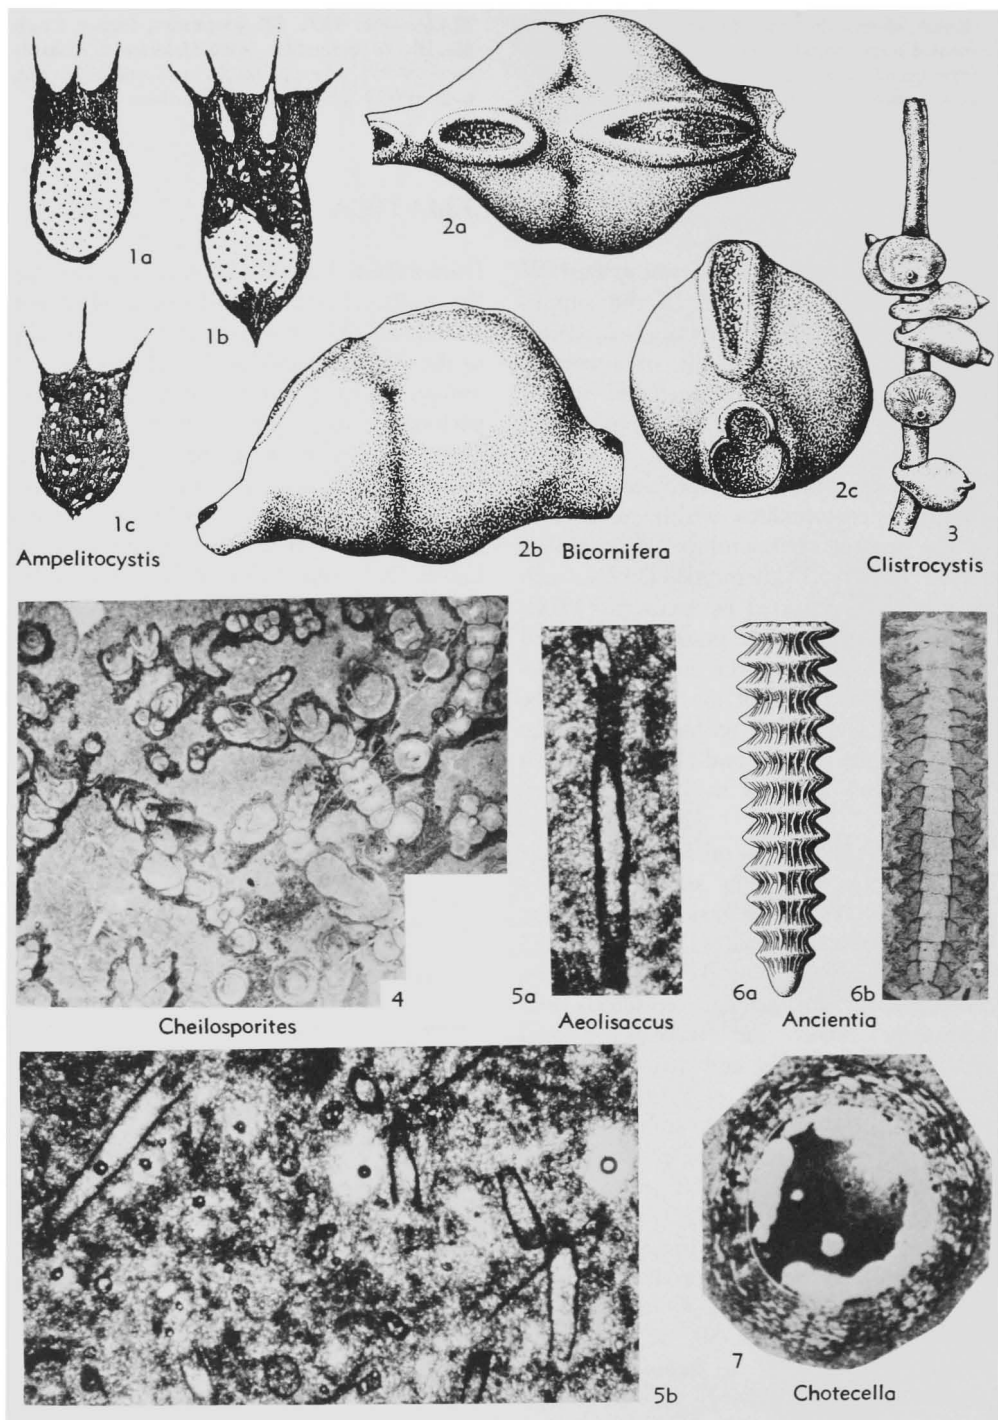 1a
1b
2a
1c
2b Bicornifera
2c
3
Ampelitocystis
Clistrocystis
4
5a
6a
6b
Cheilosporites
Aeolisaccus
Ancientia
5b
7
Chotecella